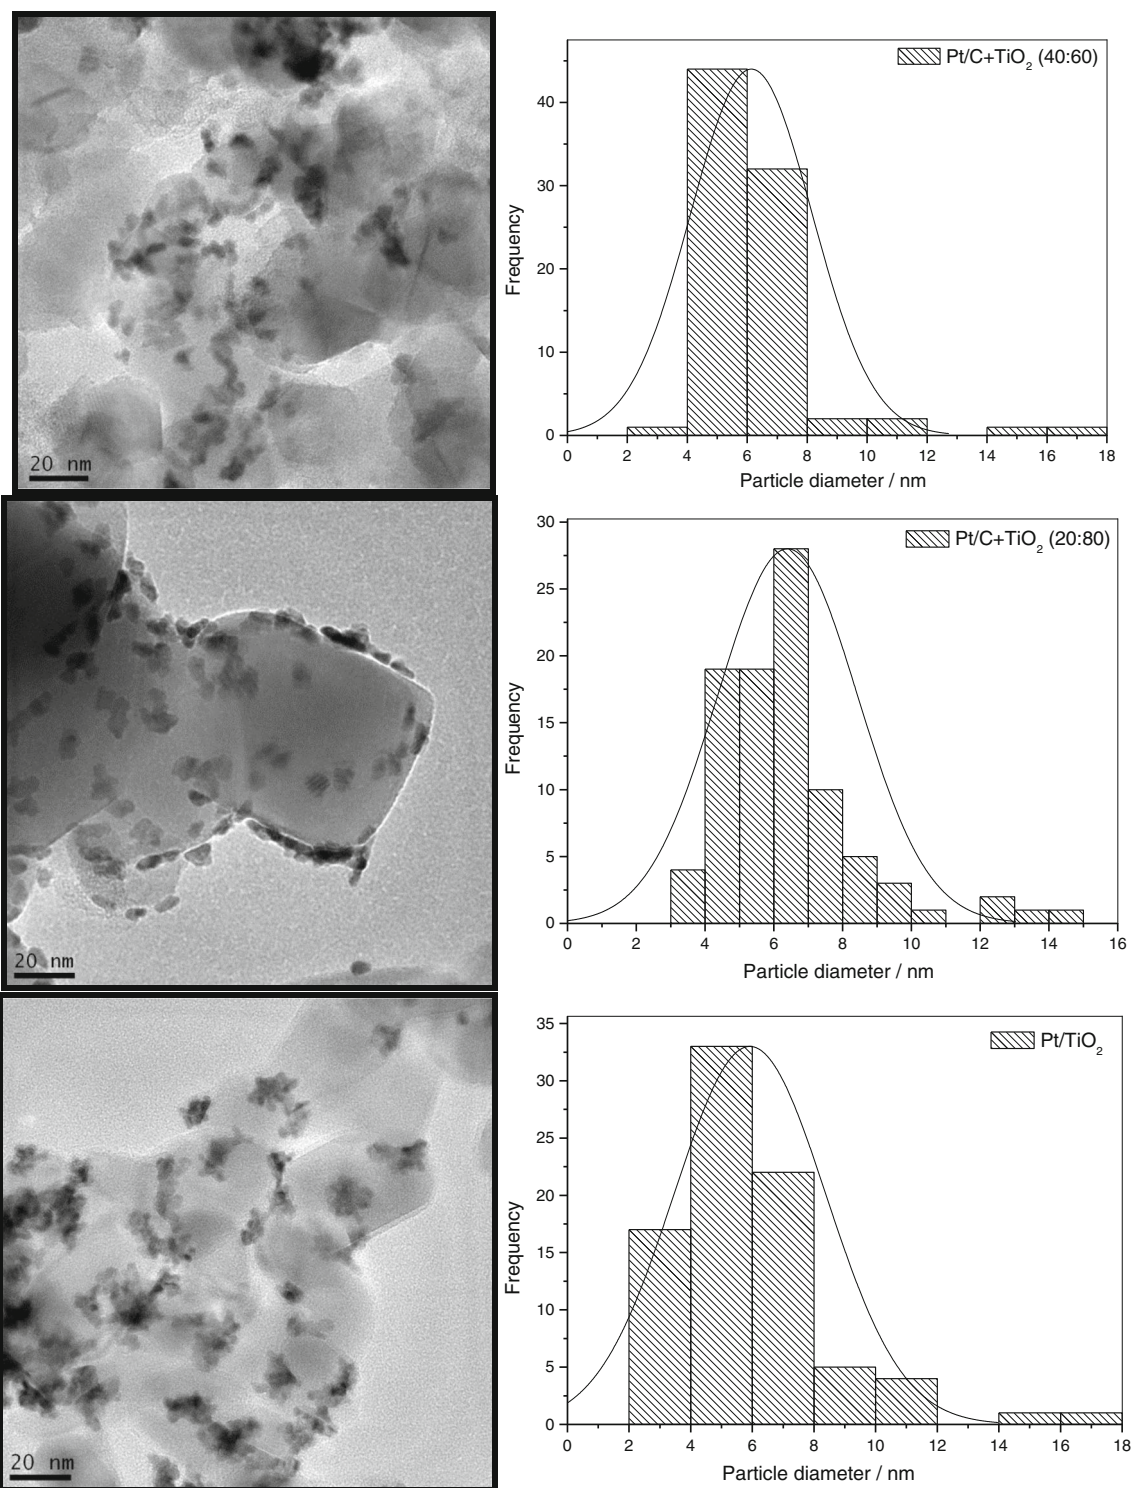 20 nm
Pt/C+TiO₂ (40:60)
Frequency
40
30
20
10
0
0 2 4 6 8 10 12 14 16 18
Particle diameter / nm
20 nm
Pt/C+TiO₂ (20:80)
Frequency
30
25
20
15
10
5
0
0 2 4 6 8 10 12 14 16
Particle diameter / nm
20 nm
Pt/TiO₂
Frequency
35
30
25
20
15
10
5
0
0 2 4 6 8 10 12 14 16 18
Particle diameter / nm